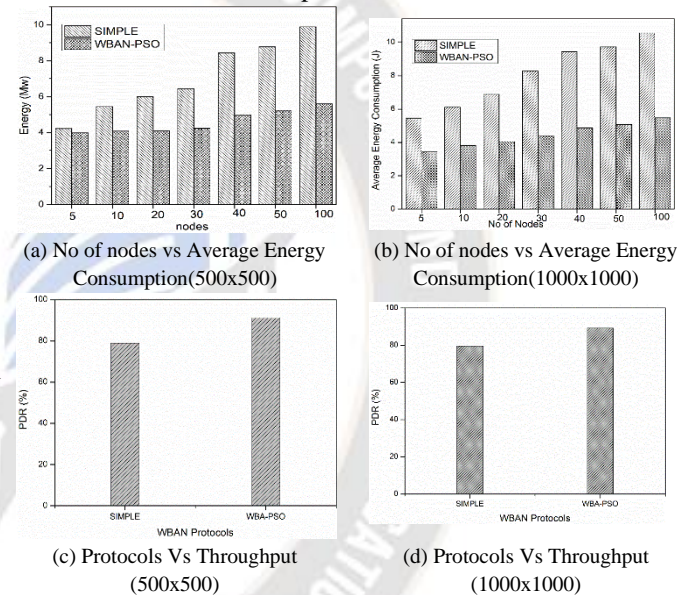 SIMPLE
WBAN-PSO
Energy (Mw)
10
8
6
4
2
0
5 10 20 30 40 50 100
nodes
(a) No of nodes vs Average Energy
Consumption(500x500)
SIMPLE
WBAN-PSO
Average Energy Consumption (J)
10
8
6
4
2
0
5 10 20 30 40 50 100
No of Nodes
(b) No of nodes vs Average Energy
Consumption(1000x1000)
PDR (%)
100
80
60
40
20
0
SIMPLE WBA-PSO
WBAN Protocols
(c) Protocols Vs Throughput
(500x500)
PDR (%)
100
80
60
40
20
0
SIMPLE WBA-PSO
WBAN Protocols
(d) Protocols Vs Throughput
(1000x1000)